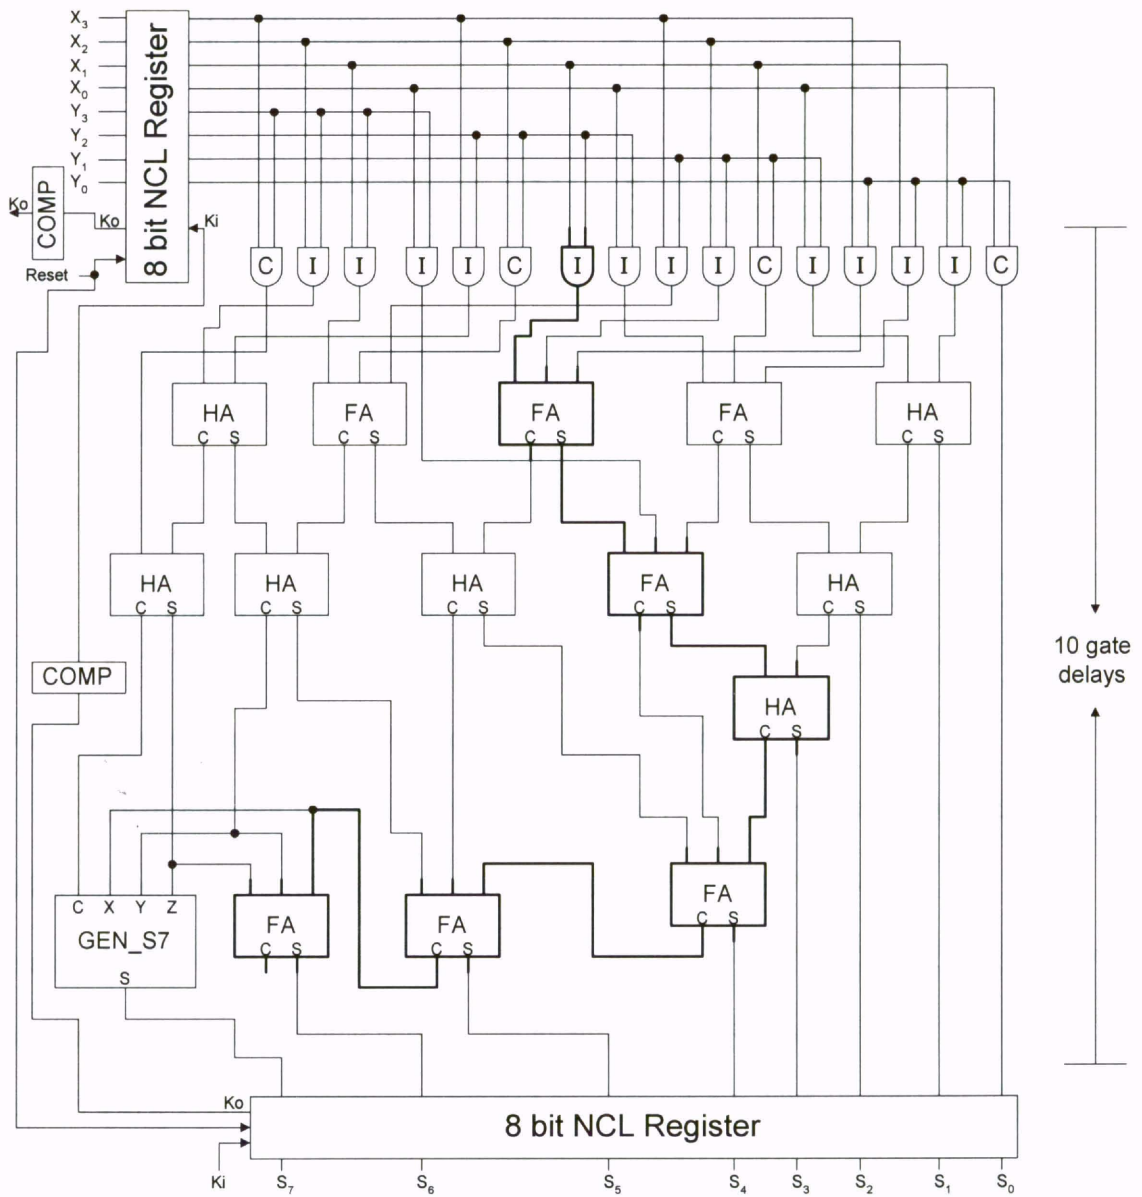 X3
X2
X1
X0
Y3
Y2
Y1
Y0
8 bit NCL Register
Ko
COMP
Ko
Ki
Reset
C I I I I C I I I I C I I I I C
HA FA FA FA HA
C S C S C S C S C S
HA HA HA FA HA
C S C S C S C S C S
COMP
10 gate
delays
HA
C S
C X Y Z
GEN_S7
S
FA
C S
FA
C S
FA
C S
Ko
8 bit NCL Register
Ki
S7 S6 S5 S4 S3 S2 S1 S0